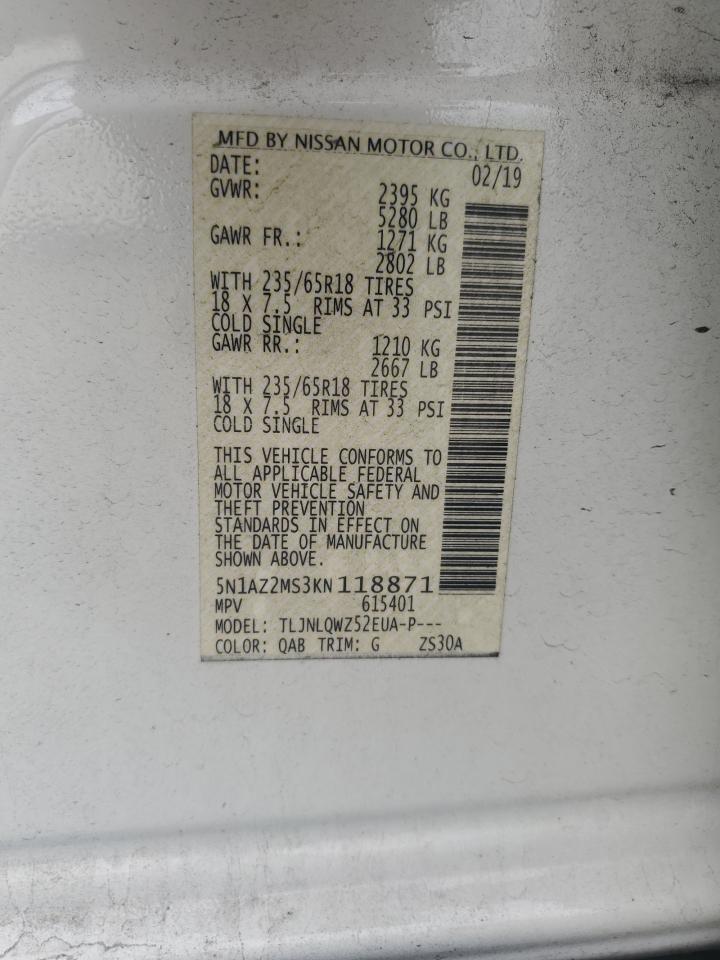 MFD BY NISSAN MOTOR CO., LTD.
DATE: 02/19
GVWR: 2395 KG
5280 LB
GAWR FR.: 1271 KG
2802 LB
WITH 235/65R18 TIRES
18 X 7.5 RIMS AT 33 PSI
COLD SINGLE
GAWR RR.: 1210 KG
2667 LB
WITH 235/65R18 TIRES
18 X 7.5 RIMS AT 33 PSI
COLD SINGLE
THIS VEHICLE CONFORMS TO
ALL APPLICABLE FEDERAL
MOTOR VEHICLE SAFETY AND
THEFT PREVENTION
STANDARDS IN EFFECT ON
THE DATE OF MANUFACTURE
SHOWN ABOVE.
5N1AZ2MS3KN118871
MPV 615401
MODEL: TLJNLQWZ52EUA-P---
COLOR: QAB TRIM: G ZS30A